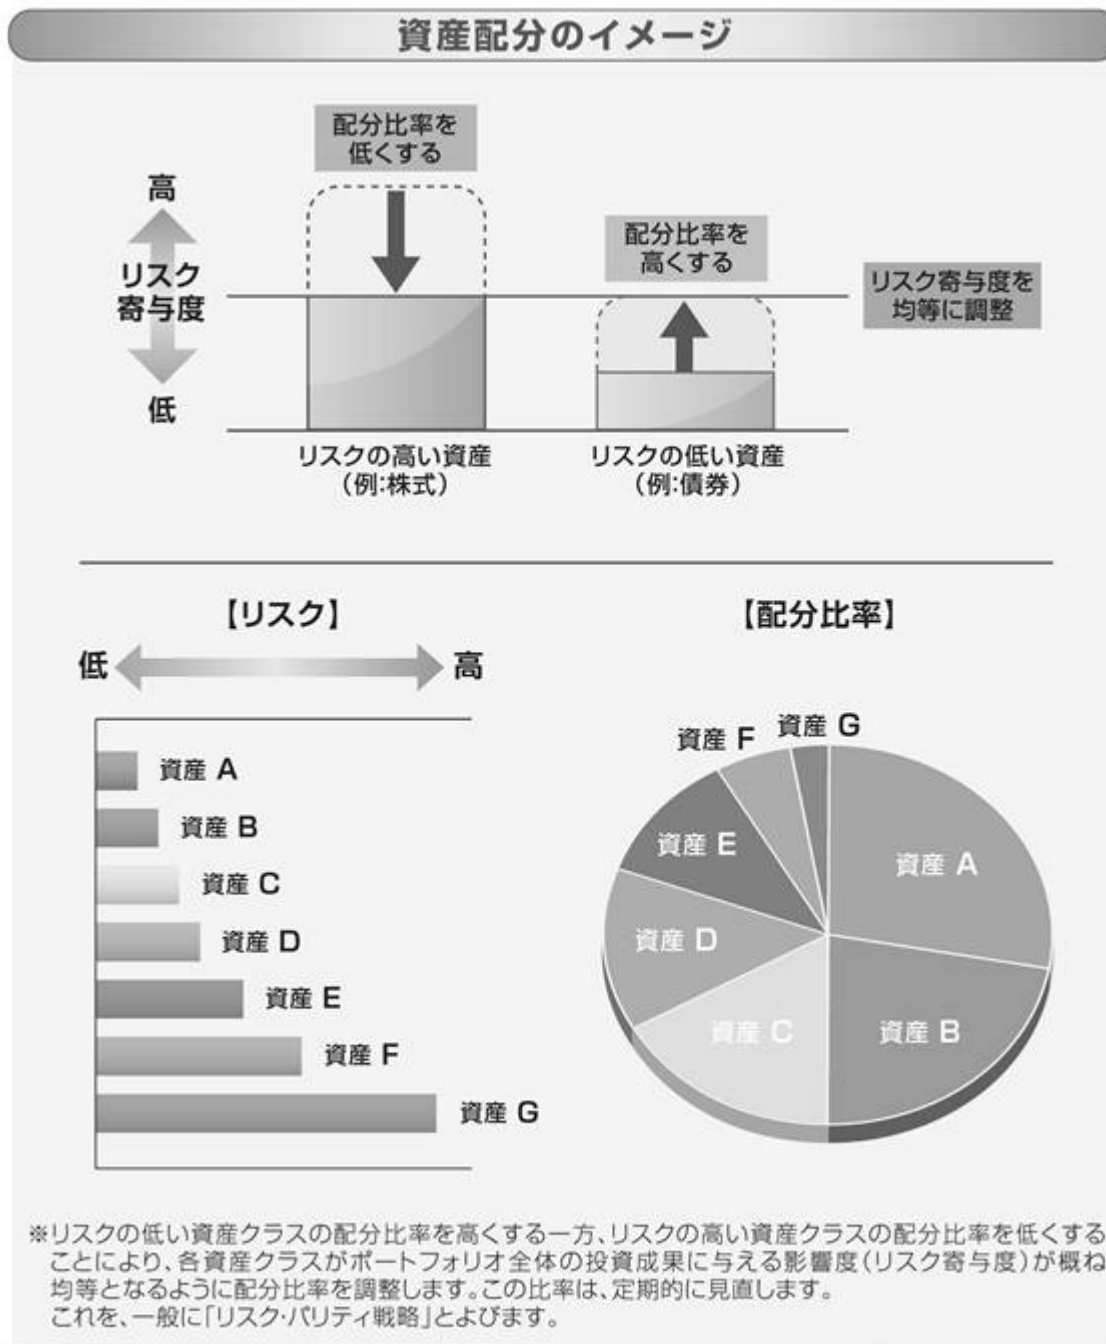 資産配分のイメージ
配分比率を
低くする
高
配分比率を
高くする
リスク
寄与度
リスク寄与度を
均等に調整
低
リスクの高い資産
(例:株式)
リスクの低い資産
(例:債券)
【リスク】
低
高
資産 A
資産 B
資産 C
資産 D
資産 E
資産 F
資産 G
【配分比率】
資産 F
資産 G
資産 E
資産 A
資産 D
資産 C
資産 B
※リスクの低い資産クラスの配分比率を高くする一方、リスクの高い資産クラスの配分比率を低くする
ことにより、各資産クラスがポートフォリオ全体の投資成果に与える影響度(リスク寄与度)が概ね
均等となるように配分比率を調整します。この比率は、定期的に見直します。
これを、一般に「リスク・パリティ戦略」とよびます。